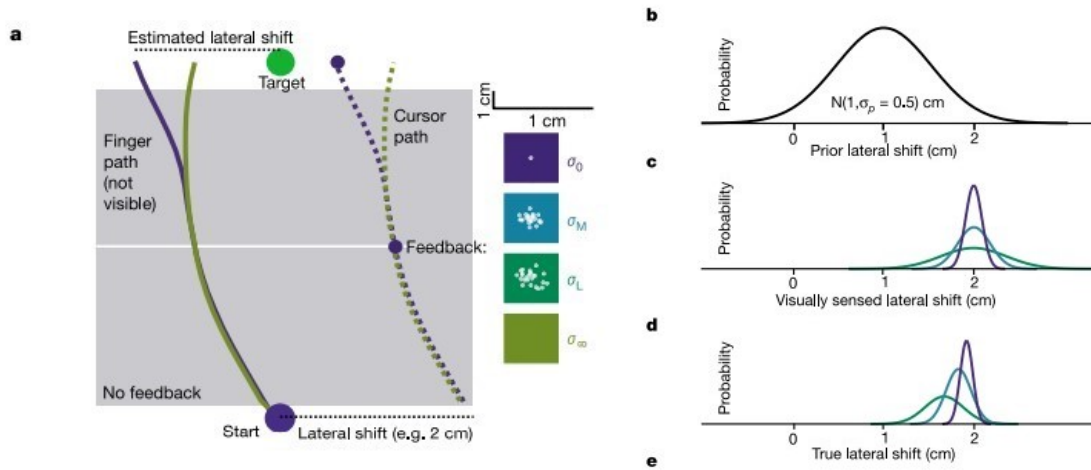 a
Estimated lateral shift
Target
1 cm
1 cm
Finger
path
(not
visible)
Cursor
path
σ0
σM
Feedback:
σL
σ∞
No feedback
Start
Lateral shift (e.g. 2 cm)
b
Probability
N(1,σp = 0.5) cm
0 1 2
Prior lateral shift (cm)
c
Probability
0 1 2
Visually sensed lateral shift (cm)
d
Probability
0 1 2
True lateral shift (cm)
e